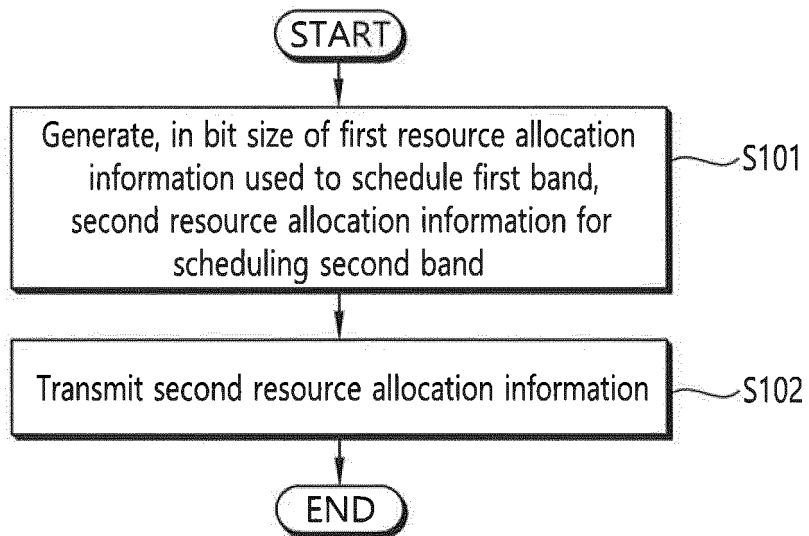 START
Generate, in bit size of first resource allocation
information used to schedule first band,
second resource allocation information for
scheduling second band
S101
Transmit second resource allocation information
S102
END